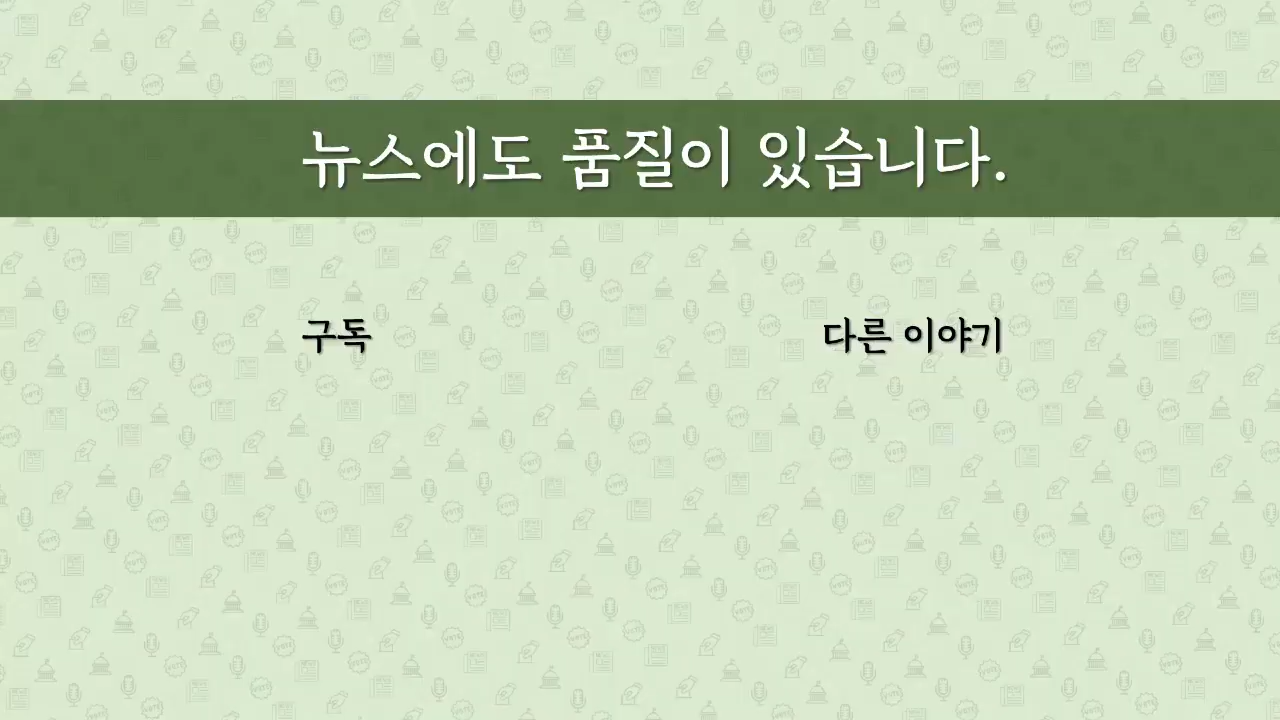 뉴스에도 품질이 있습니다.
구독
다른 이야기